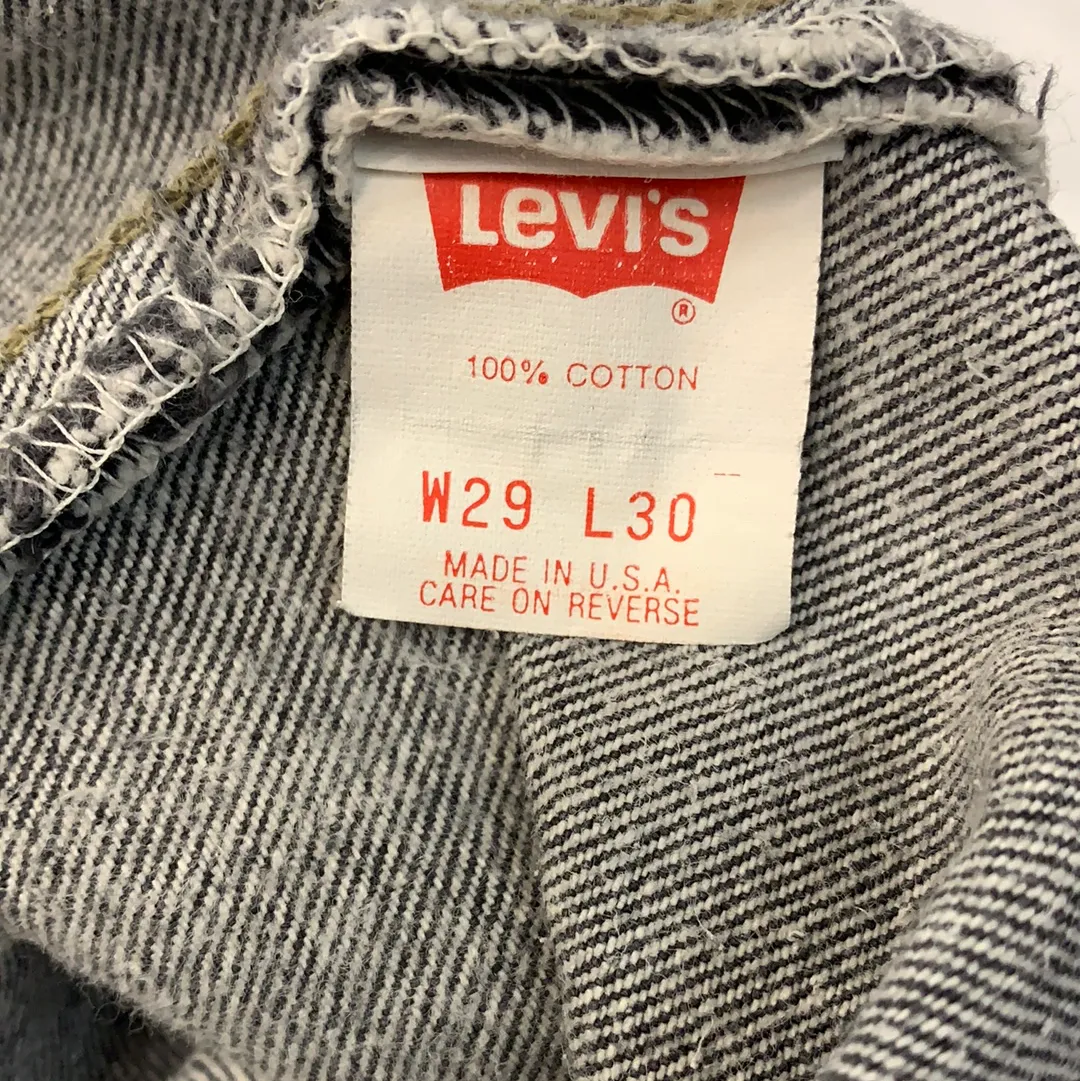 Levi's
®
100% COTTON
W29 L30
MADE IN U.S.A.
CARE ON REVERSE